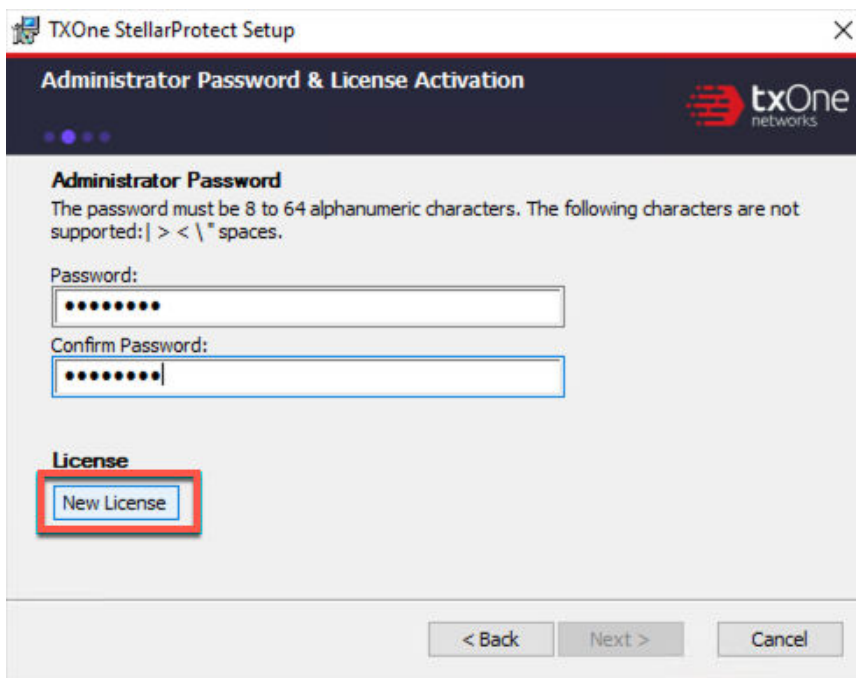 TXOne StellarProtect Setup
Administrator Password & License Activation
txOne
networks
Administrator Password
The password must be 8 to 64 alphanumeric characters. The following characters are not
supported:| > < \ " spaces.
Password:
••••••••
Confirm Password:
••••••••
License
New License
< Back
Next >
Cancel